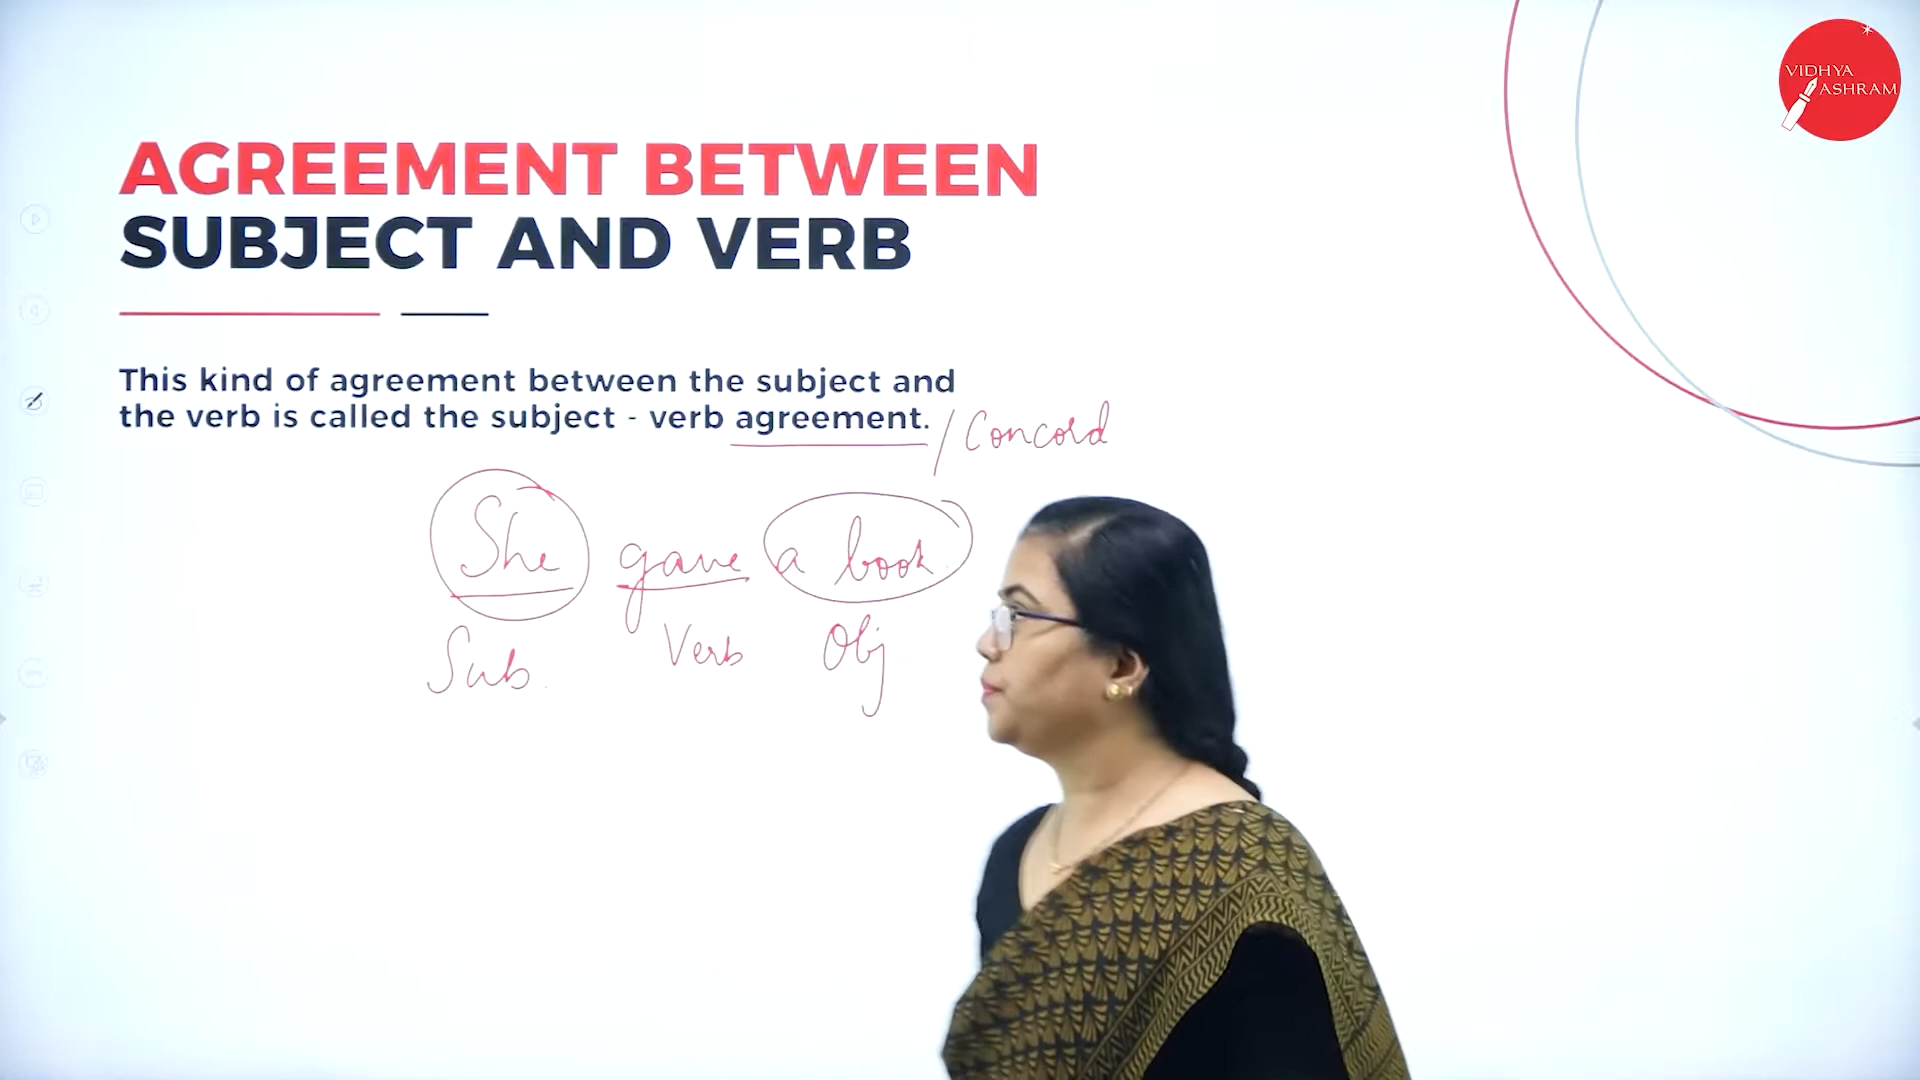 VIDHYA
ASHRAM
AGREEMENT BETWEEN
SUBJECT AND VERB
This kind of agreement between the subject and
the verb is called the subject - verb agreement.
/ Concord
She gave a book
Sub Verb Obj